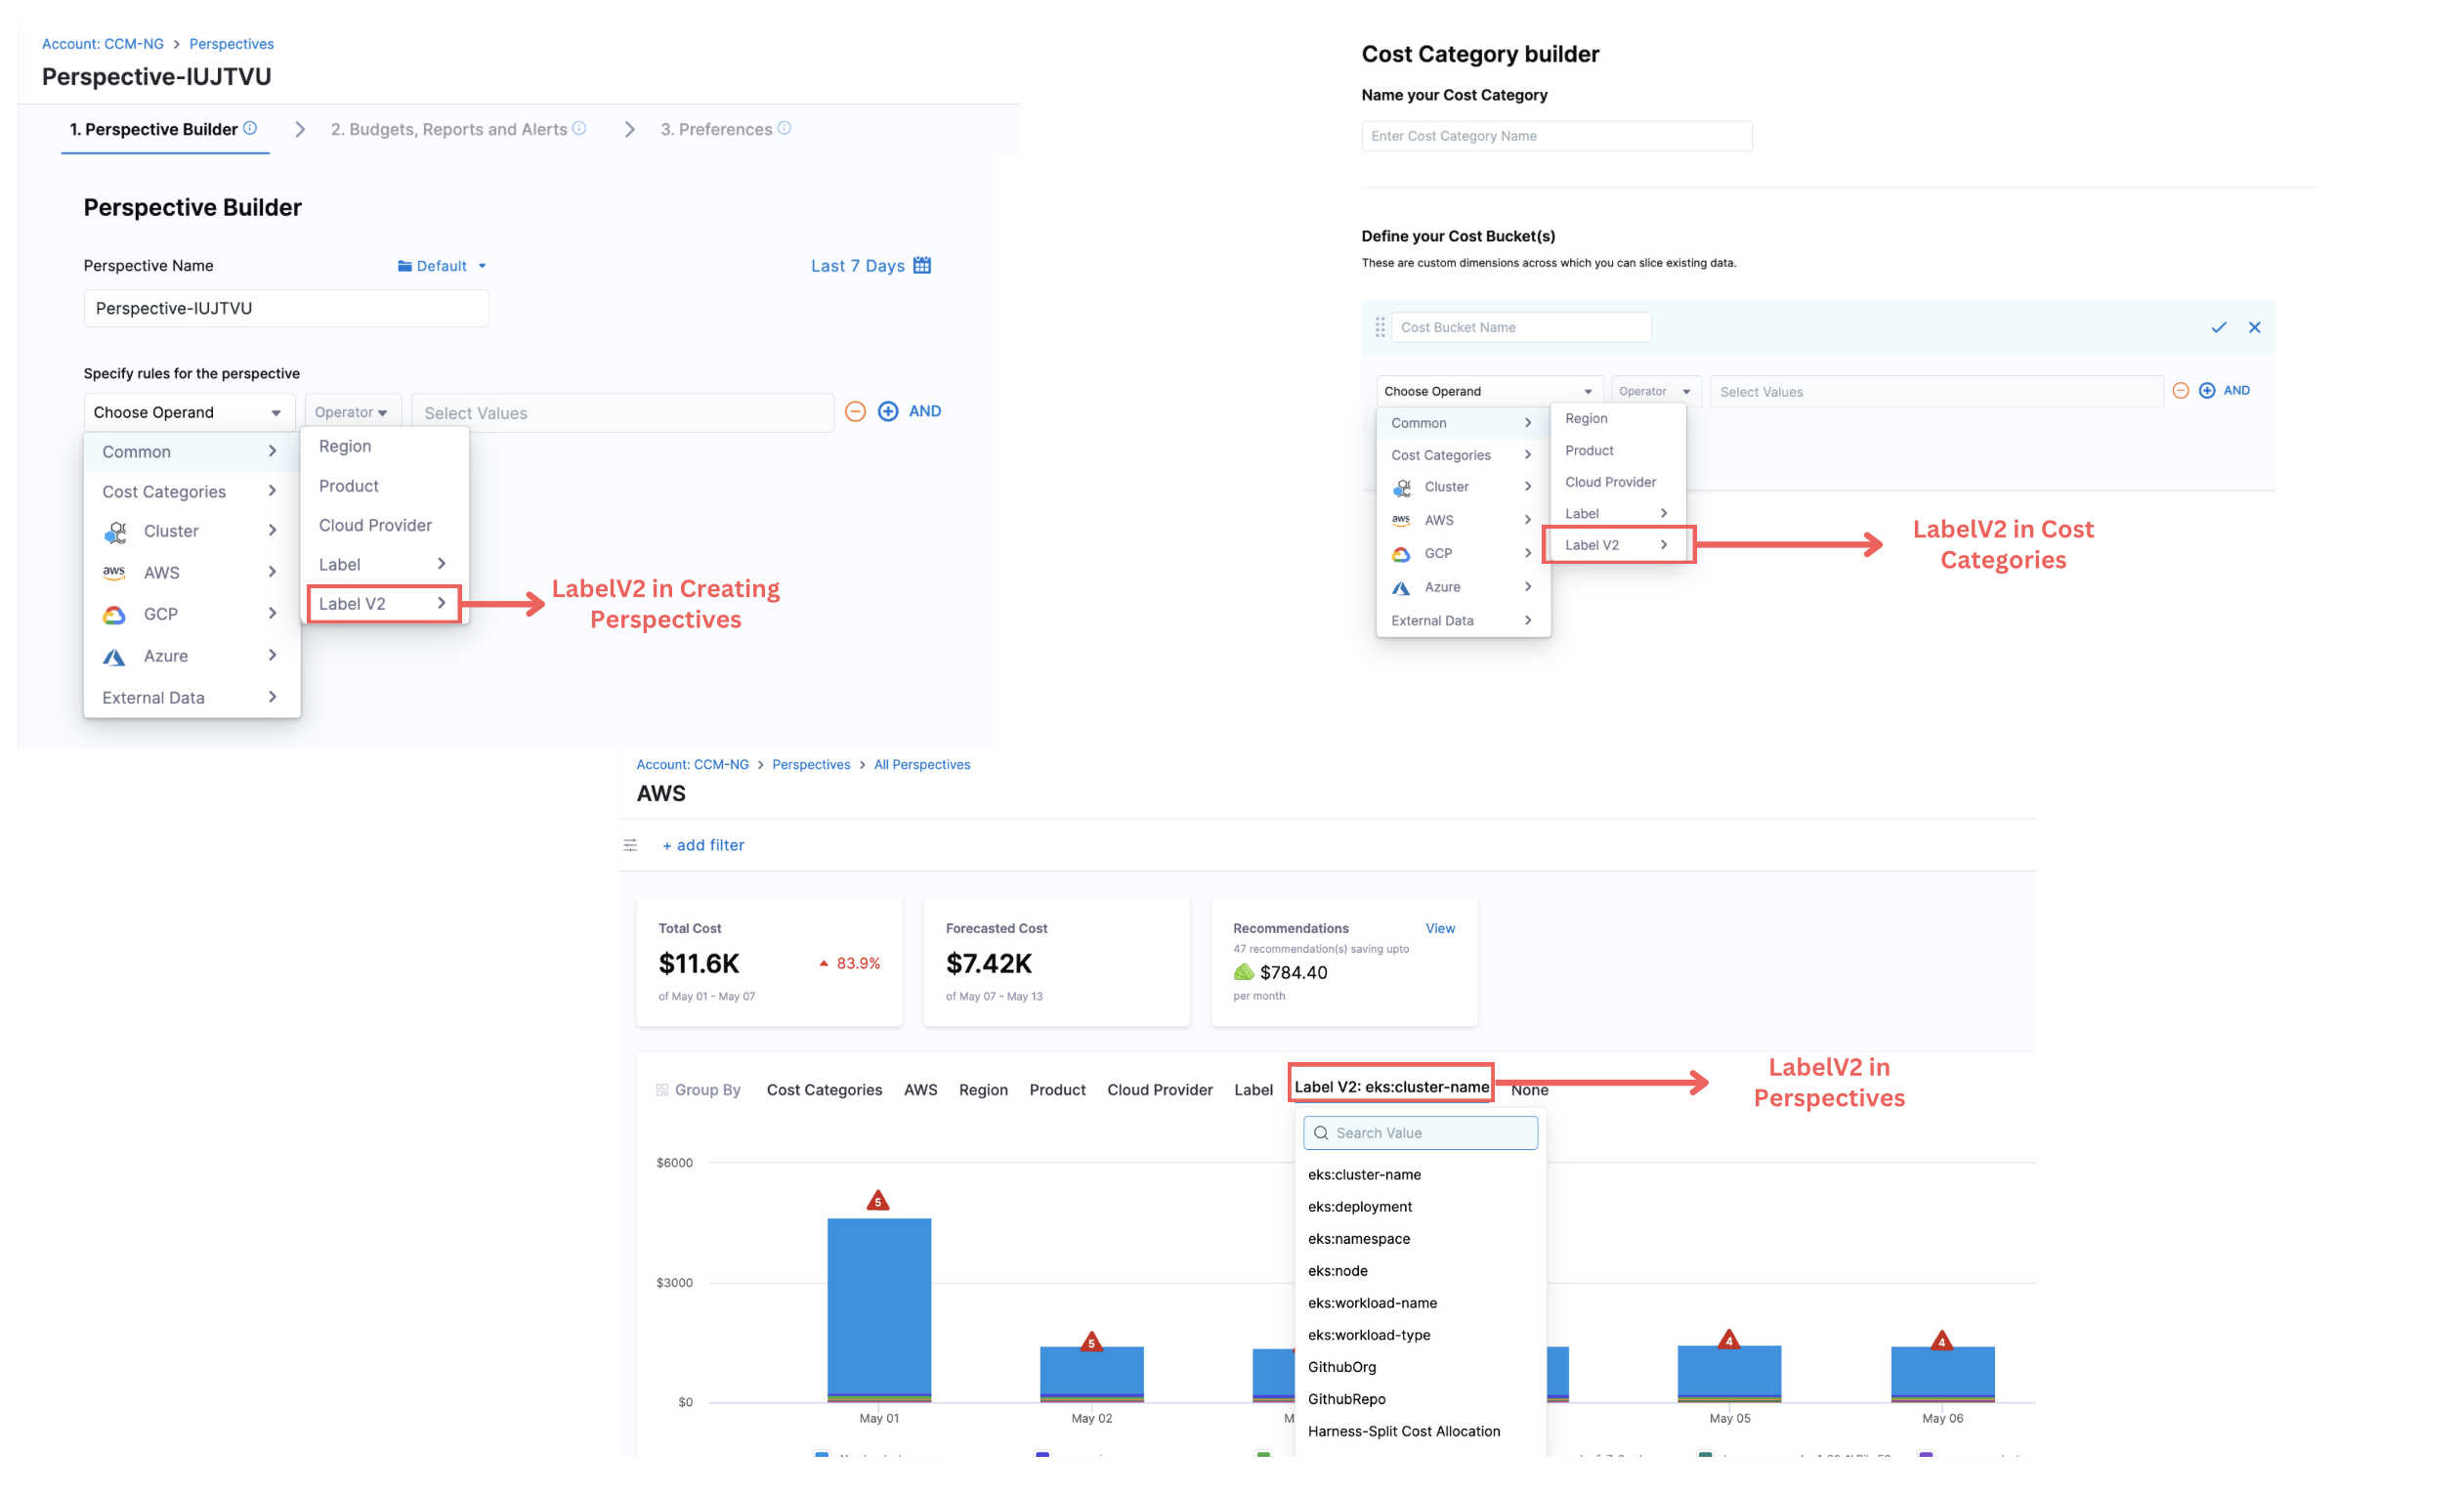 Account: CCM-NG > Perspectives
Perspective-IUJTVU
1. Perspective Builder > 2. Budgets, Reports and Alerts > 3. Preferences
Perspective Builder
Perspective Name Default Last 7 Days
Perspective-IUJTVU
Specify rules for the perspective
Choose Operand Operator Select Values AND
Common
Cost Categories
Cluster
aws AWS
GCP
Azure
External Data
Region
Product
Cloud Provider
Label
Label V2
LabelV2 in Creating
Perspectives
Cost Category builder
Name your Cost Category
Enter Cost Category Name
Define your Cost Bucket(s)
These are custom dimensions across which you can slice existing data.
Cost Bucket Name
Choose Operand Operator Select Values AND
Common
Cost Categories
Cluster
aws AWS
GCP
Azure
External Data
Region
Product
Cloud Provider
Label
Label V2
LabelV2 in Cost
Categories
Account: CCM-NG > Perspectives > All Perspectives
AWS
+ add filter
Total Cost
$11.6K 83.9%
of May 01 - May 07
Forecasted Cost
$7.42K
of May 07 - May 13
Recommendations View
47 recommendation(s) saving upto
$784.40
per month
Group By Cost Categories AWS Region Product Cloud Provider Label Label V2: eks:cluster-name None
LabelV2 in
Perspectives
Search Value
eks:cluster-name
eks:deployment
eks:namespace
eks:node
eks:workload-name
eks:workload-type
GithubOrg
GithubRepo
Harness-Split Cost Allocation
$6000
$3000
$0
5
5
4
4
May 01
May 02
M
May 05
May 06